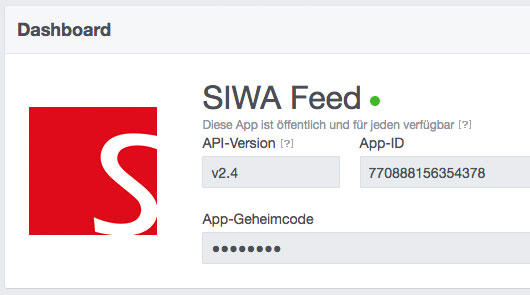 Dashboard
SIWA Feed
Diese App ist öffentlich und für jeden verfügbar [?]
API-Version [?]
App-ID
v2.4
770888156354378
App-Geheimcode
●●●●●●●●
S